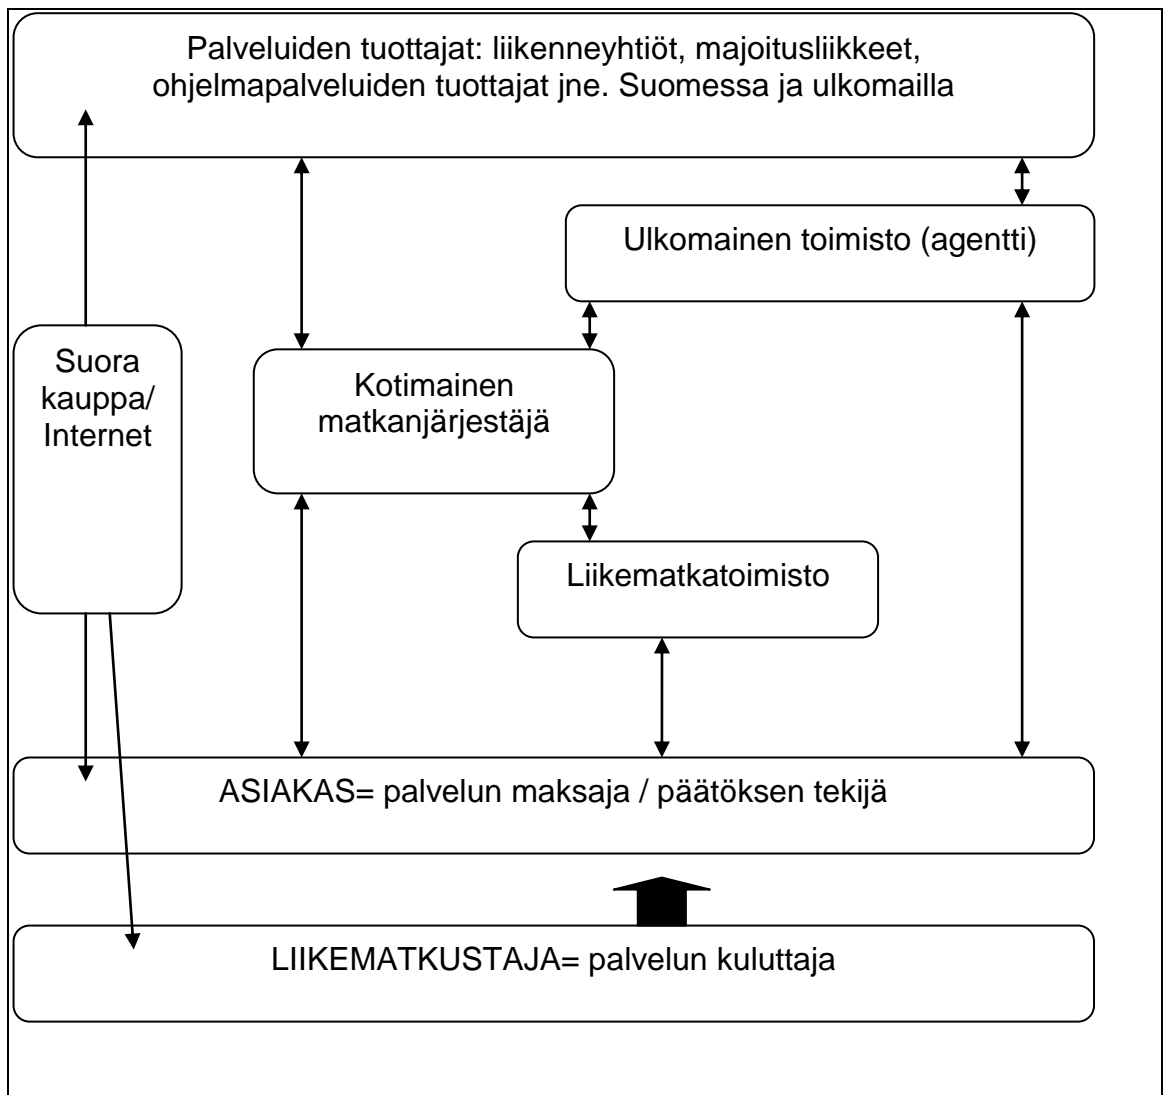 Palveluiden tuottajat: liikenneyhtiöt, majoitusliikkeet,
ohjelmapalveluiden tuottajat jne. Suomessa ja ulkomailla
Ulkomainen toimisto (agentti)
Suora
kauppa/
Internet
Kotimainen
matkanjärjestäjä
Liikematkatoimisto
ASIAKAS= palvelun maksaja / päätöksen tekijä
LIIKEMATKUSTAJA= palvelun kuluttaja